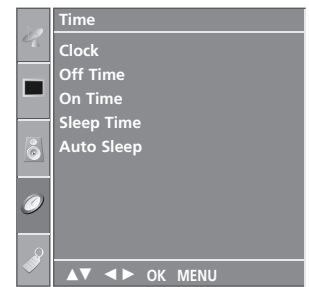 Time
Clock
Off Time
On Time
Sleep Time
Auto Sleep
▲▼ ◄► OK MENU